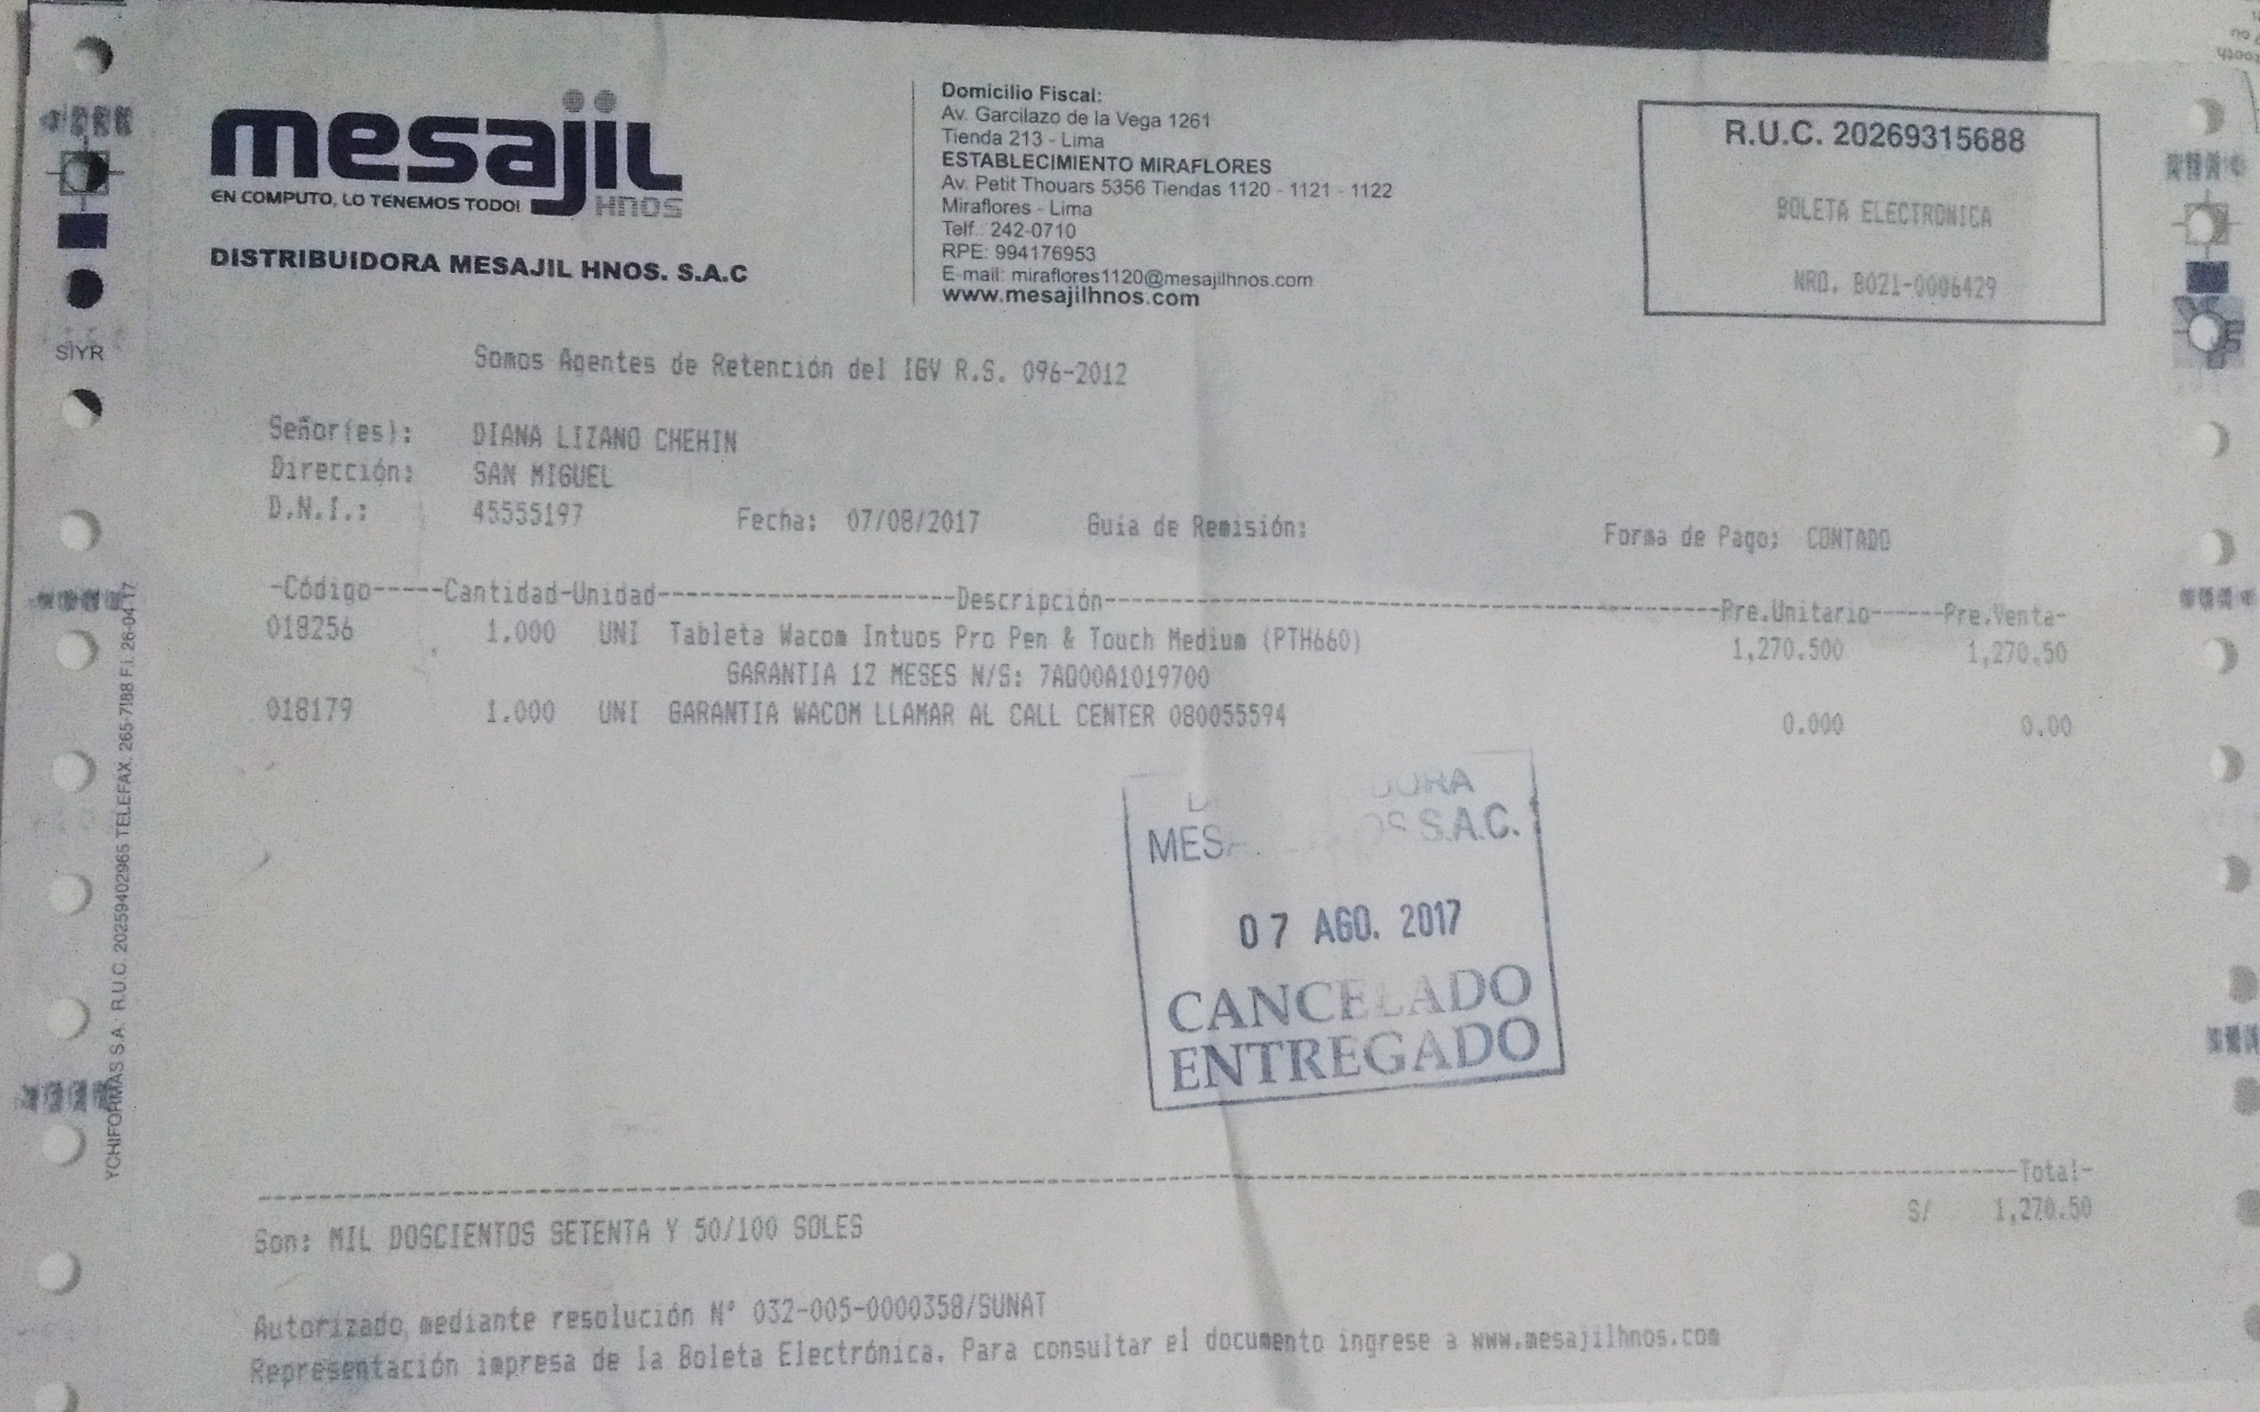 mesajil
HNOS
EN COMPUTO, LO TENEMOS TODO!
DISTRIBUIDORA MESAJIL HNOS. S.A.C
Domicilio Fiscal:
Av. Garcilazo de la Vega 1261
Tienda 213 - Lima
ESTABLECIMIENTO MIRAFLORES
Av. Petit Thouars 5356 Tiendas 1120 - 1121 - 1122
Miraflores - Lima
Telf.: 242-0710
RPE: 994176953
E-mail: miraflores1120@mesajilhnos.com
www.mesajilhnos.com
R.U.C. 20269315688
BOLETA ELECTRONICA
NRO. B021-0006429
SIYR
Somos Agentes de Retención del IGV R.S. 096-2012
Señor(es): DIANA LIZANO CHEHIN
Dirección: SAN MIGUEL
D.N.I.: 45555197 Fecha: 07/08/2017 Guia de Remisión: Forma de Pago: CONTADO
-Código-----Cantidad-Unidad--------------------Descripción----------------------------------------Pre.Unitario------Pre.Venta-
018256 1.000 UNI Tableta Wacom Intuos Pro Pen & Touch Medium (PTH660) 1,270.500 1,270.50
GARANTIA 12 MESES N/S: 7AQ00A1019700
018179 1.000 UNI GARANTIA WACOM LLAMAR AL CALL CENTER 080055594 0.000 0.00
S.A.C.
07 AGO. 2017
CANCELADO
ENTREGADO
Total-
Son: MIL DOSCIENTOS SETENTA Y 50/100 SOLES S/ 1,270.50
Autorizado mediante resolución Nº 032-005-0000358/SUNAT
Representación impresa de la Boleta Electrónica. Para consultar el documento ingrese a www.mesajilhnos.com
YCHIFORMAS S.A. R.U.C. 20259402965 TELEFAX. 265-7188 F.I. 26-04-17